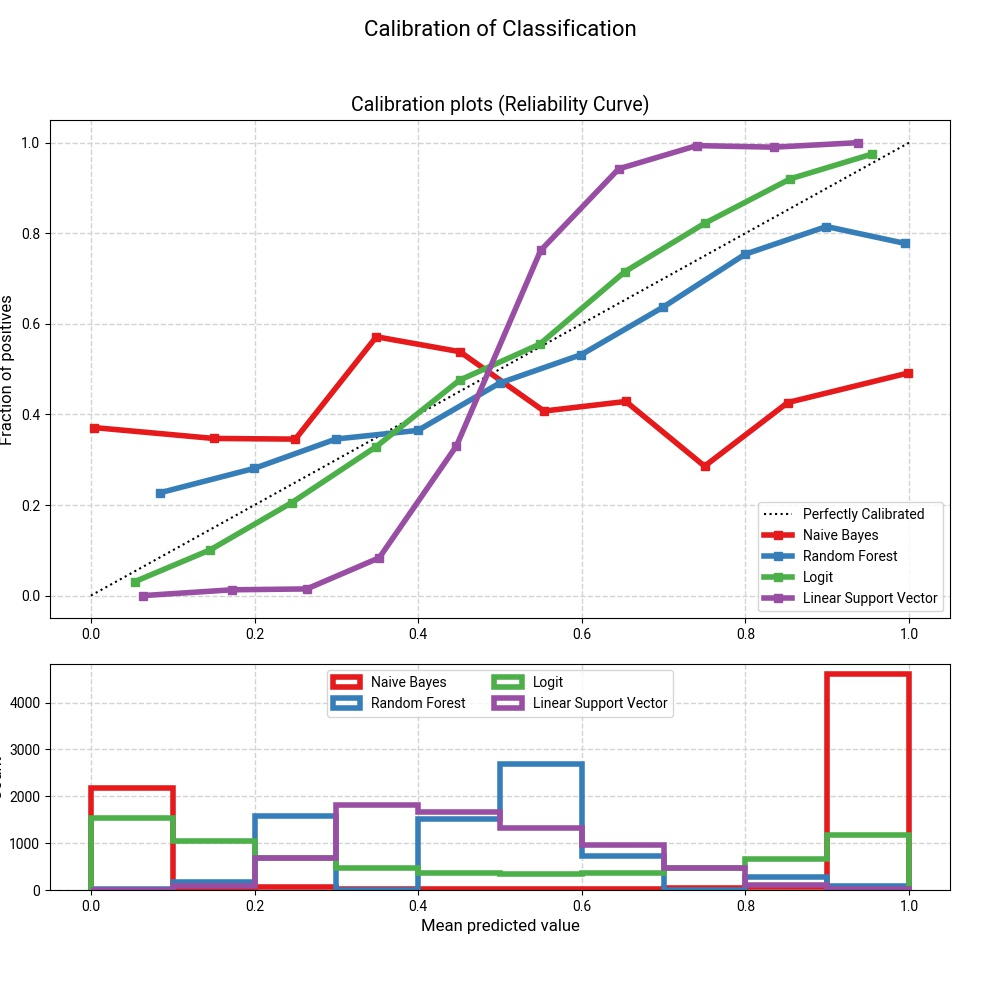 Calibration of Classification
Calibration plots (Reliability Curve)
1.0
0.8
0.6
0.4
0.2
0.0
Fraction of positives
Perfectly Calibrated
Naive Bayes
Random Forest
Logit
Linear Support Vector
0.0 0.2 0.4 0.6 0.8 1.0
Naive Bayes Logit
Random Forest Linear Support Vector
4000
3000
2000
1000
0
0.0 0.2 0.4 0.6 0.8 1.0
Mean predicted value